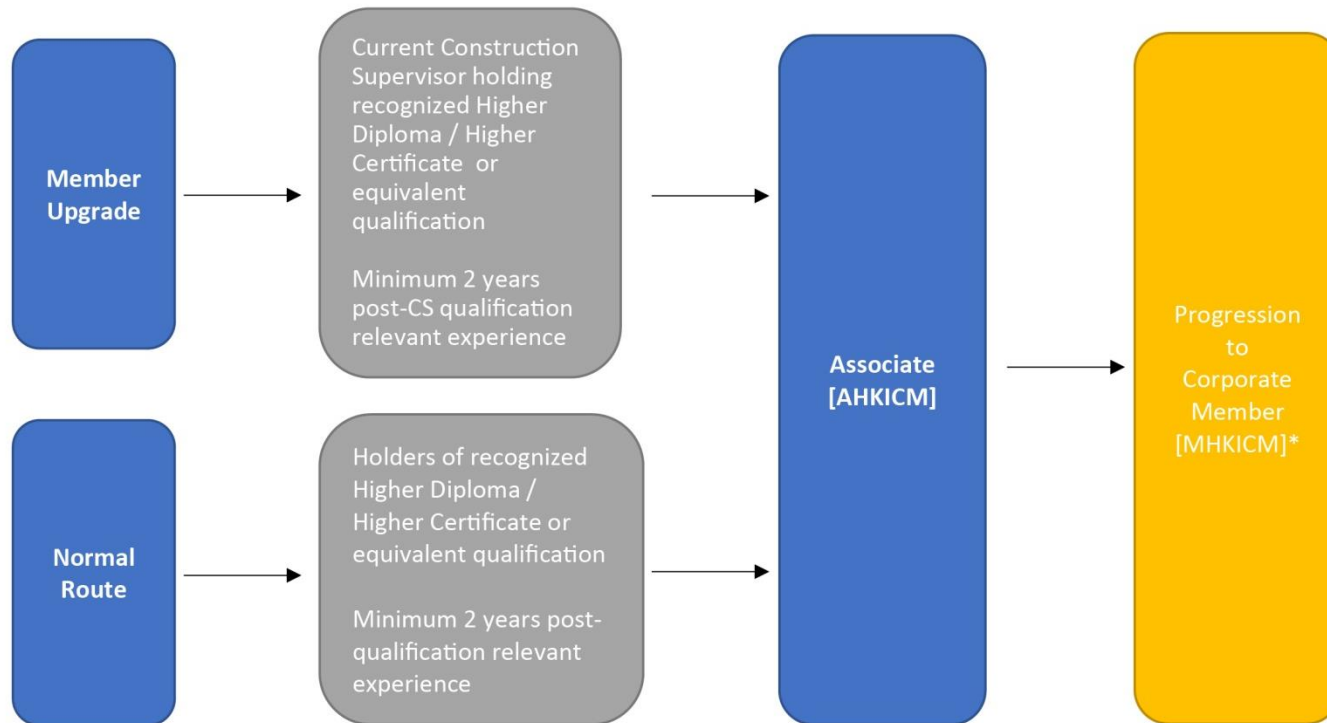 Member
Upgrade
Current Construction
Supervisor holding
recognized Higher
Diploma / Higher
Certificate or
equivalent
qualification
Minimum 2 years
post-CS qualification
relevant experience
Normal
Route
Holders of recognized
Higher Diploma /
Higher Certificate or
equivalent qualification
Minimum 2 years post-
qualification relevant
experience
Associate
[AHKICM]
Progression
to
Corporate
Member
[MHKICM]*